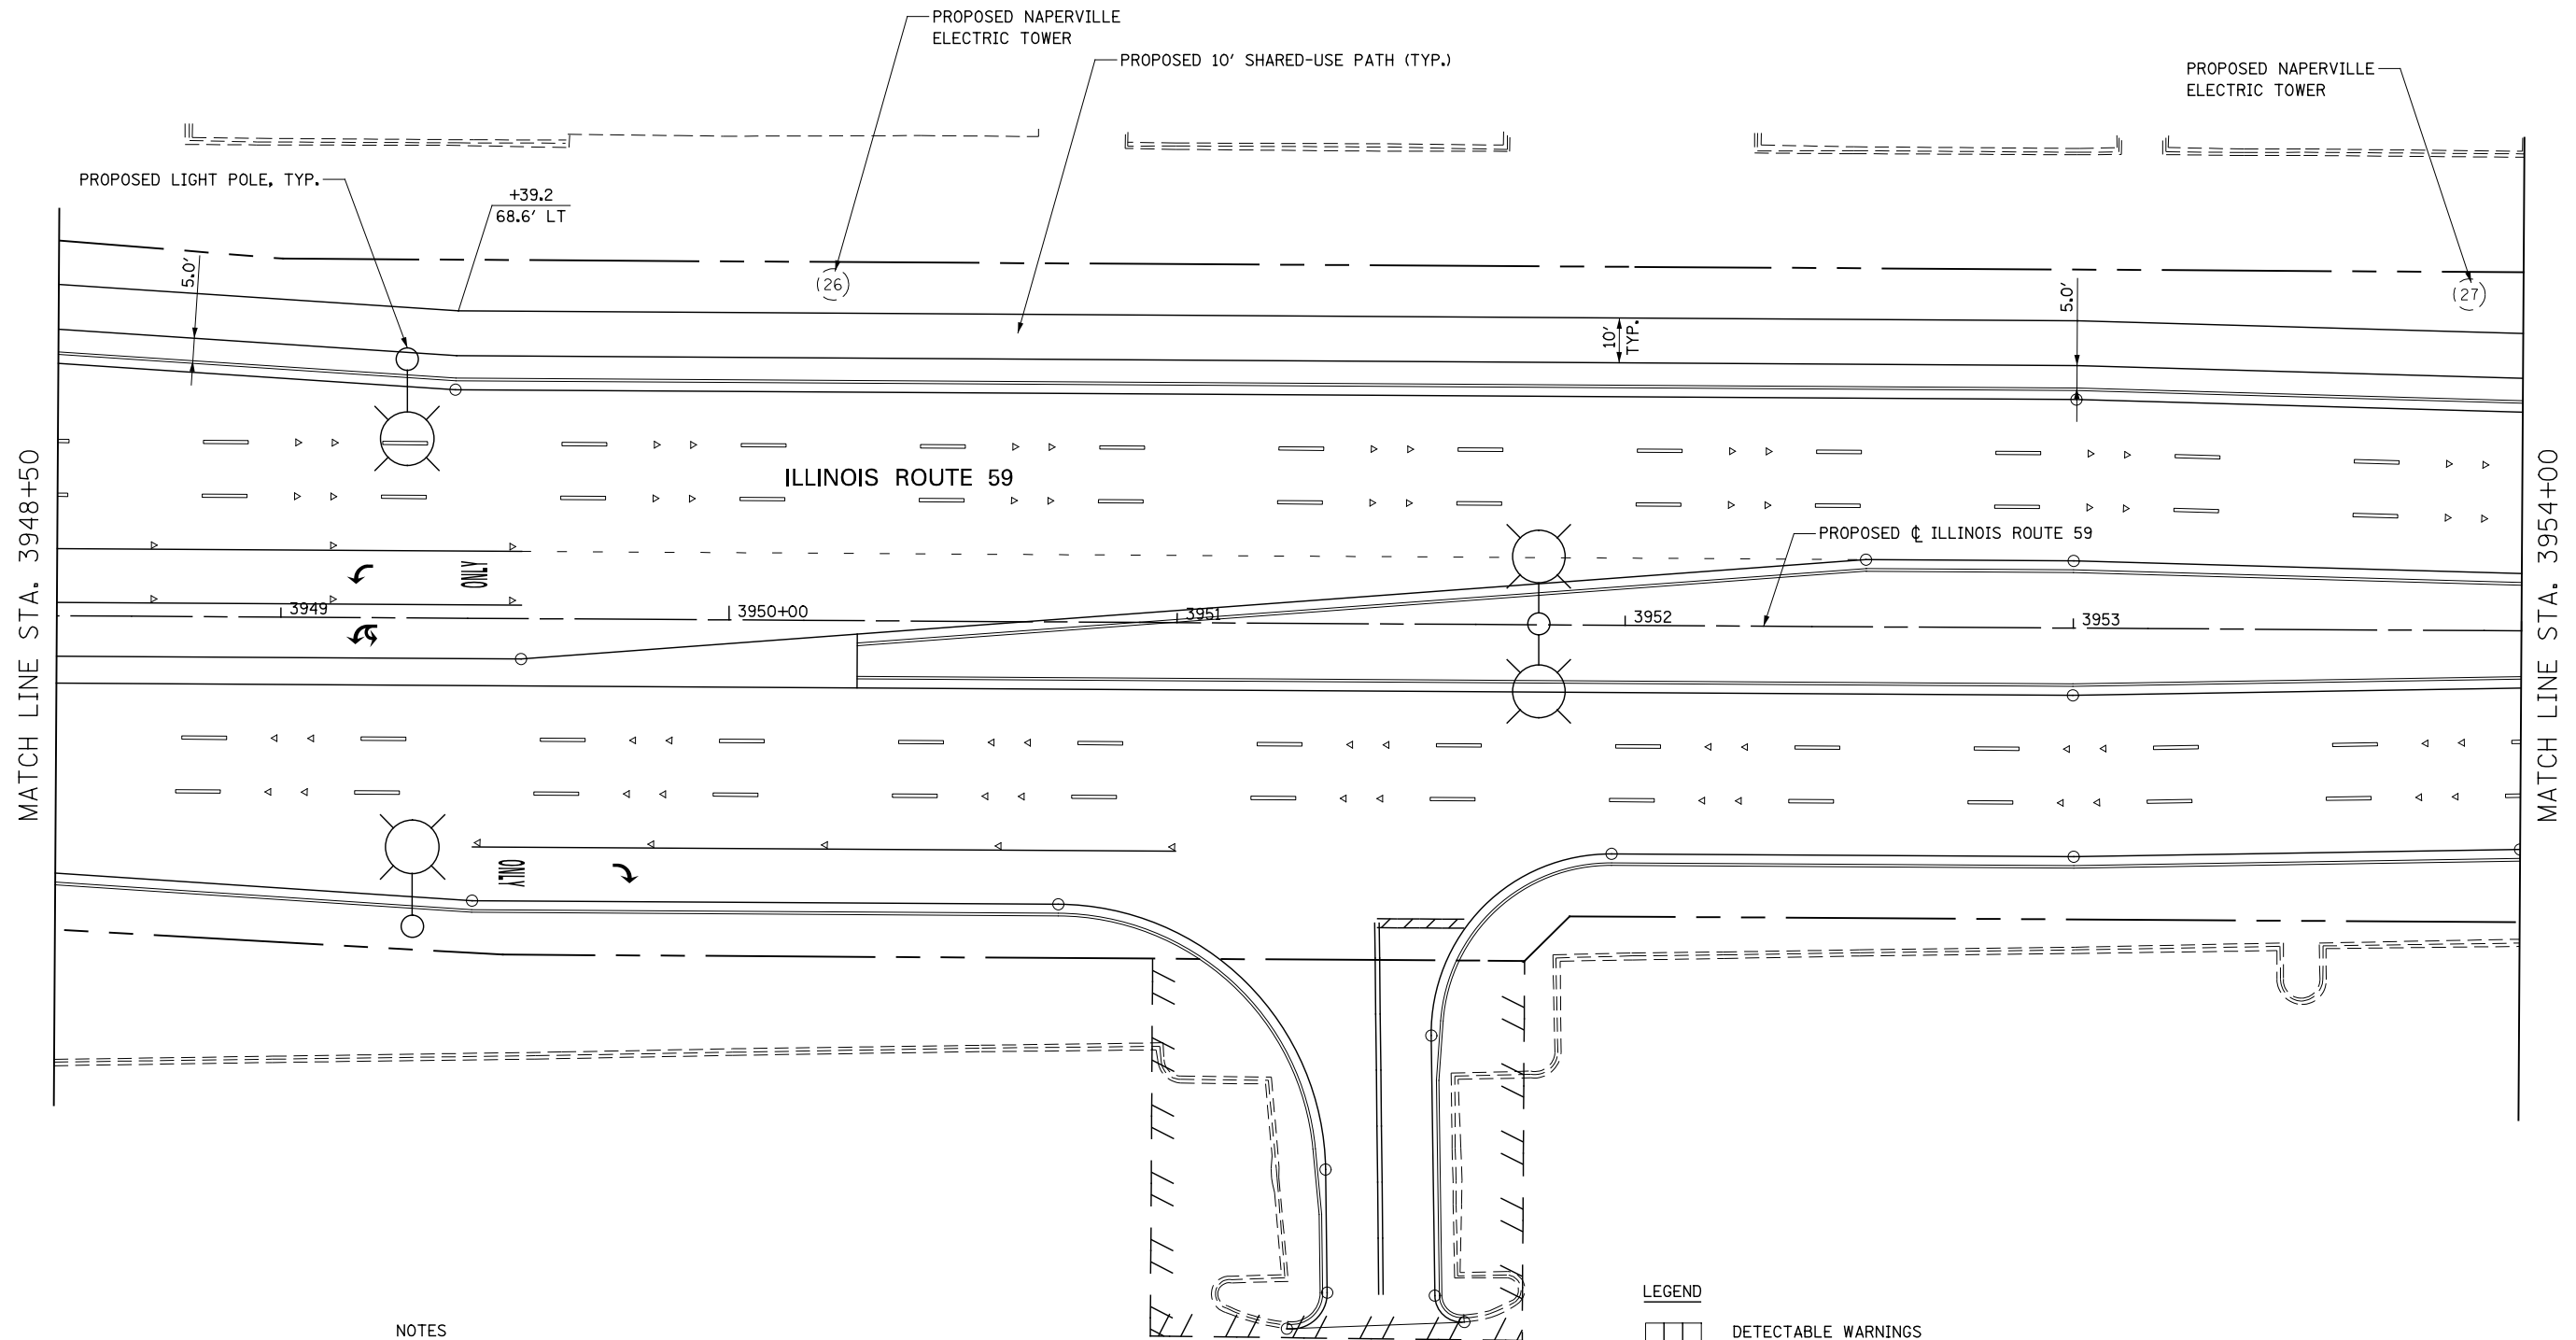 PROPOSED NAPERVILLE
ELECTRIC TOWER
PROPOSED 10' SHARED-USE PATH (TYP.)
PROPOSED NAPERVILLE
ELECTRIC TOWER
PROPOSED LIGHT POLE, TYP.
+39.2
68.6' LT
5.0'
(26)
10'
TYP.
5.0'
(27)
MATCH LINE STA. 3948+50
ILLINOIS ROUTE 59
MATCH LINE STA. 3954+00
PROPOSED ℄ ILLINOIS ROUTE 59
ONLY
3949
3950+00
3951
3952
3953
ONLY
LEGEND
NOTES
DETECTABLE WARNINGS